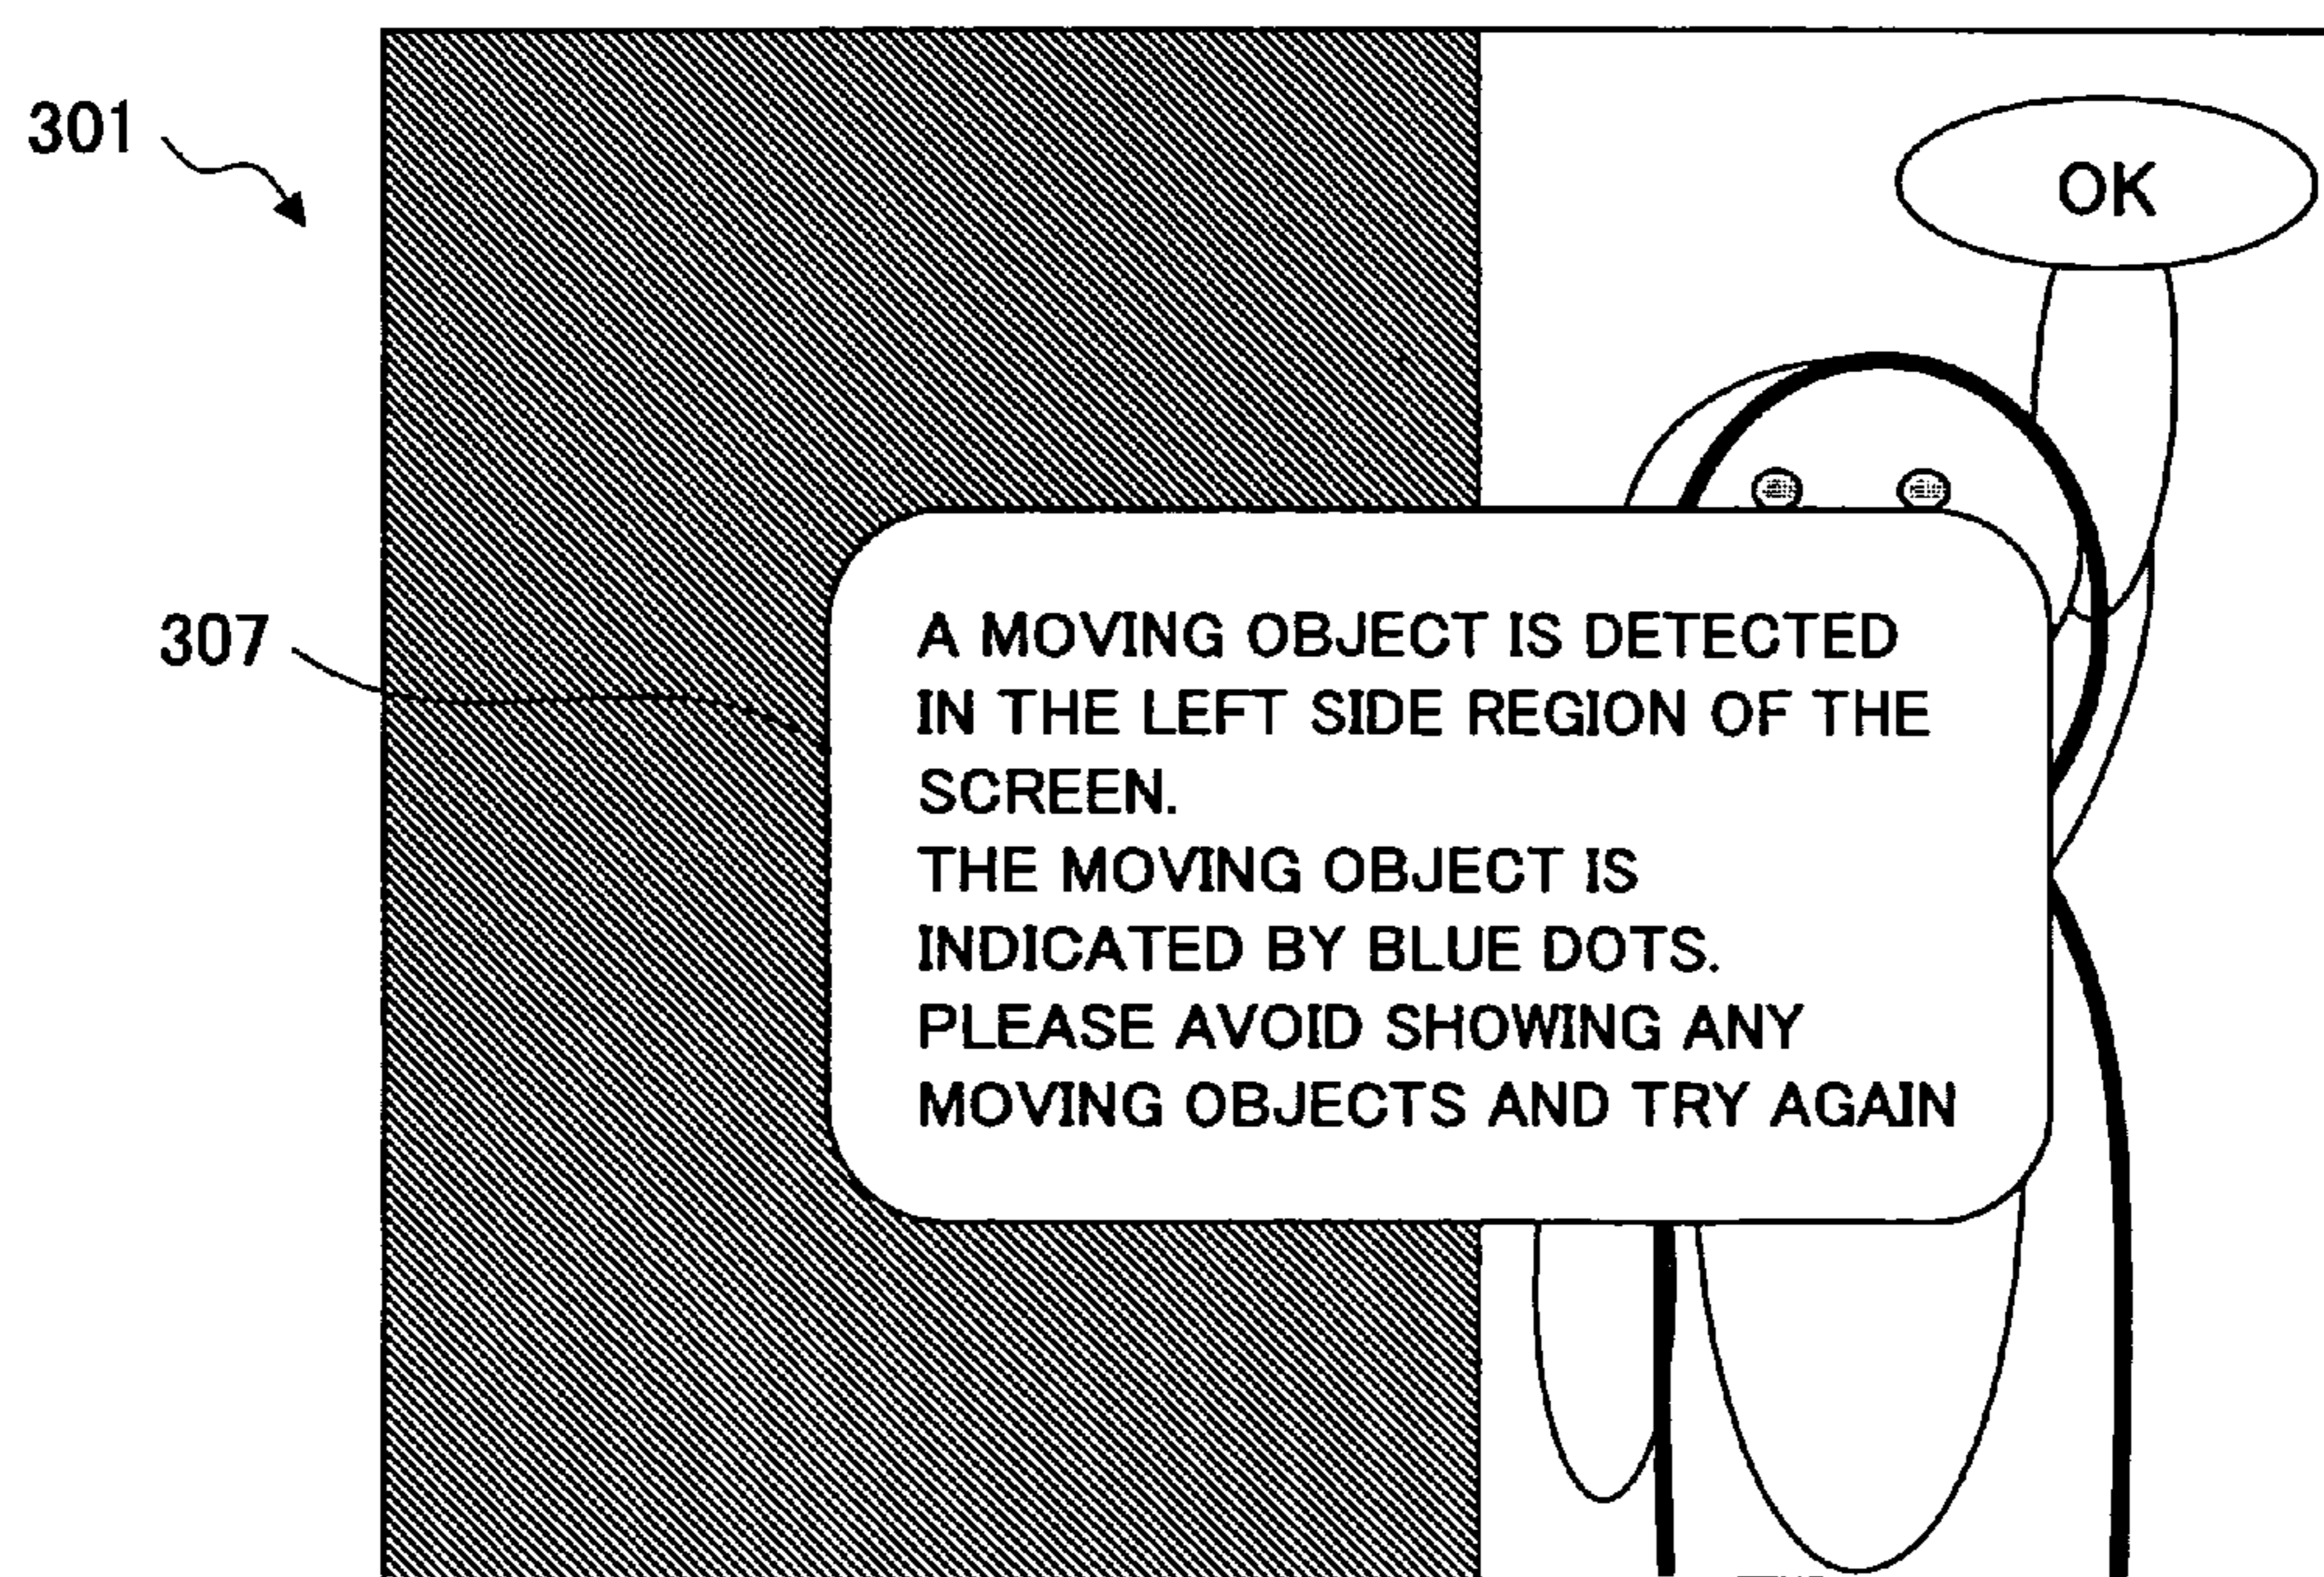 301
OK
307
A MOVING OBJECT IS DETECTED
IN THE LEFT SIDE REGION OF THE
SCREEN.
THE MOVING OBJECT IS
INDICATED BY BLUE DOTS.
PLEASE AVOID SHOWING ANY
MOVING OBJECTS AND TRY AGAIN